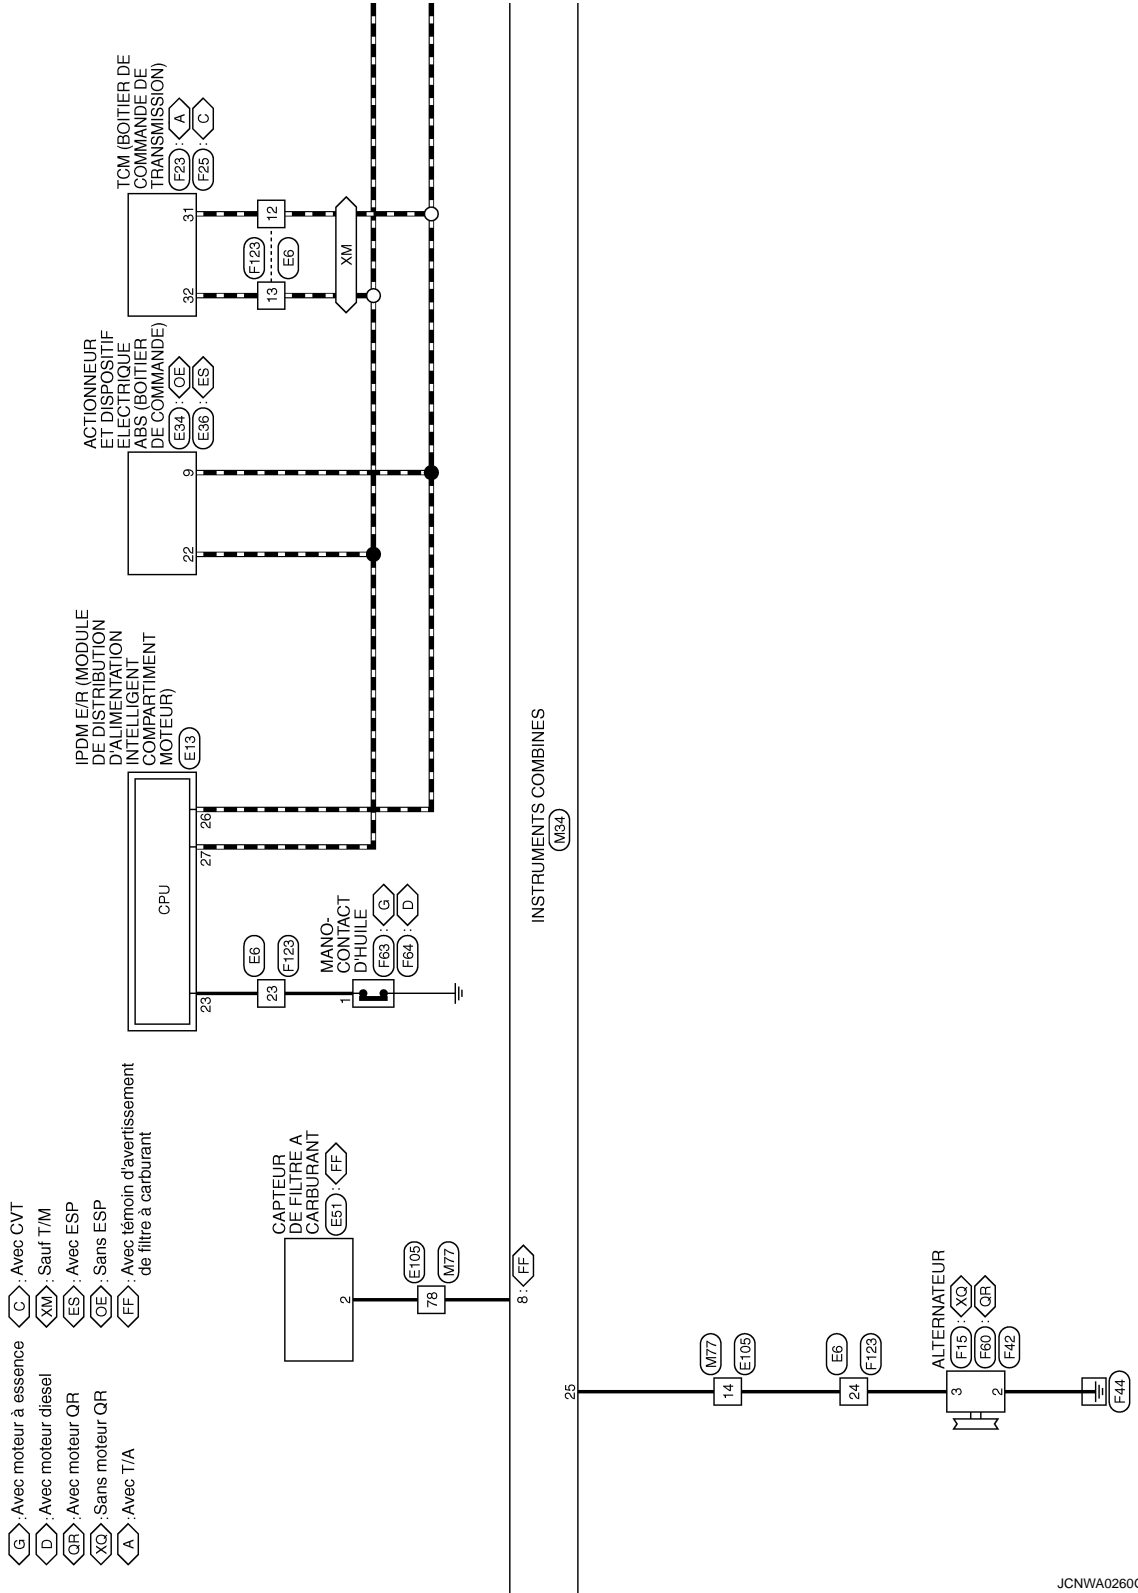 G : Avec moteur à essence
D : Avec moteur diesel
QR : Avec moteur QR
XQ : Sans moteur QR
A : Avec T/A
C : Avec CVT
XM : Sauf T/M
ES : Avec ESP
OE : Sans ESP
FF : Avec témoin d'avertissement
de filtre à carburant
CAPTEUR
DE FILTRE A
CARBURANT
E51 : FF
2
E105
78
M77
8 : FF
IPDM E/R (MODULE
DE DISTRIBUTION
D'ALIMENTATION
INTELLIGENT
COMPARTIMENT
MOTEUR)
E13
CPU
23
27
26
E6
23
F123
MANO-
CONTACT
D'HUILE
F63 : G
F64 : D
1
ACTIONNEUR
ET DISPOSITIF
ELECTRIQUE
ABS (BOITIER
DE COMMANDE)
E34 : OE
E36 : ES
22
9
TCM (BOITIER DE
COMMANDE DE
TRANSMISSION)
F23 : A
F25 : C
32
31
F123
13
12
E6
XM
INSTRUMENTS COMBINES
M34
25
M77
14
E105
E6
24
F123
ALTERNATEUR
F15 : XQ
F60 : QR
F42
3
2
F44
JCNWA0260